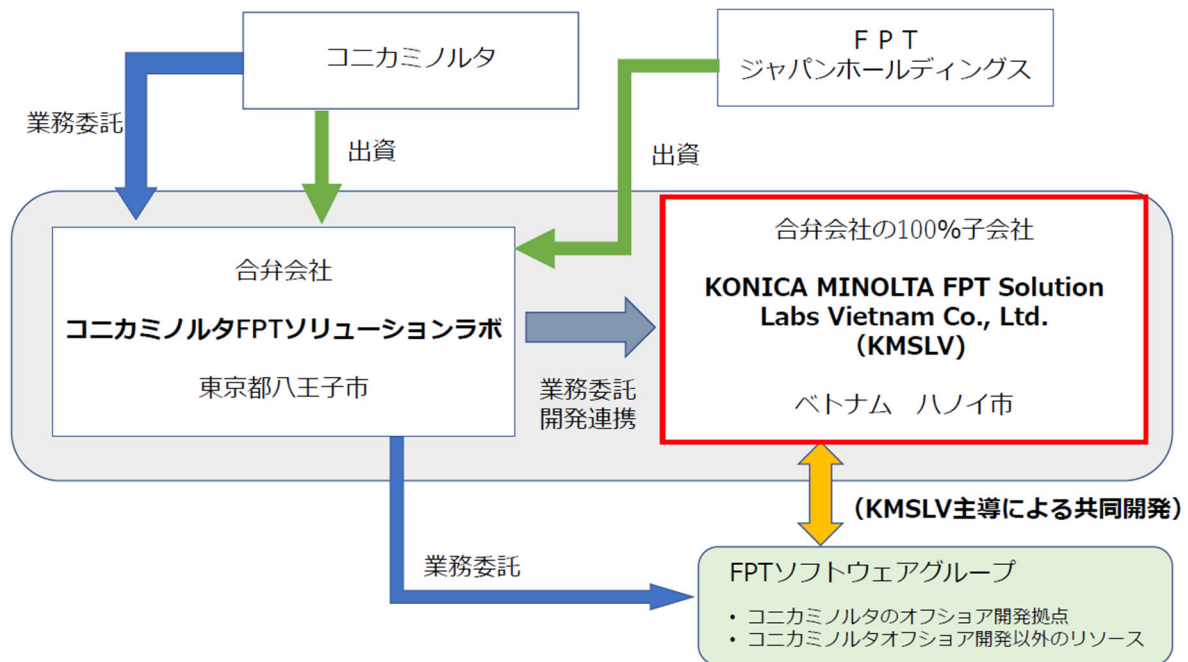 コニカミノルタ
ＦＰＴ
ジャパンホールディングス
業務委託
出資
出資
合弁会社
コニカミノルタFPTソリューションラボ
東京都八王子市
業務委託
開発連携
合弁会社の100%子会社
KONICA MINOLTA FPT Solution
Labs Vietnam Co., Ltd.
（KMSLV）
ベトナム　ハノイ市
（KMSLV主導による共同開発）
業務委託
FPTソフトウェアグループ
• コニカミノルタのオフショア開発拠点
• コニカミノルタオフショア開発以外のリソース